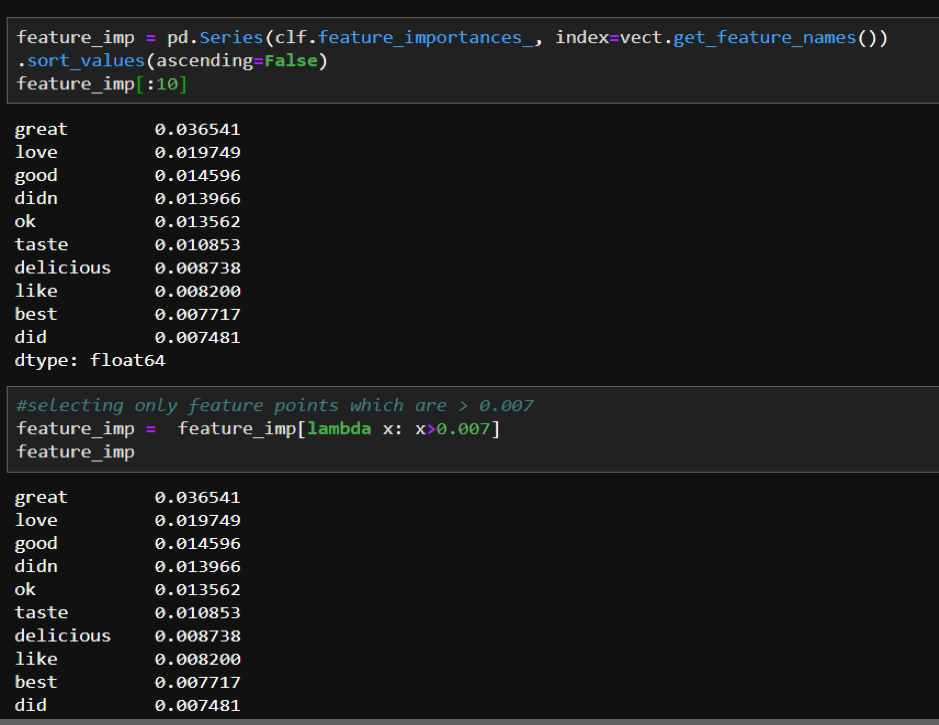 feature_imp = pd.Series(clf.feature_importances_, index=vect.get_feature_names())
.sort_values(ascending=False)
feature_imp[:10]
great 0.036541
love 0.019749
good 0.014596
didn 0.013966
ok 0.013562
taste 0.010853
delicious 0.008738
like 0.008200
best 0.007717
did 0.007481
dtype: float64
#selecting only feature points which are > 0.007
feature_imp = feature_imp[lambda x: x>0.007]
feature_imp
great 0.036541
love 0.019749
good 0.014596
didn 0.013966
ok 0.013562
taste 0.010853
delicious 0.008738
like 0.008200
best 0.007717
did 0.007481